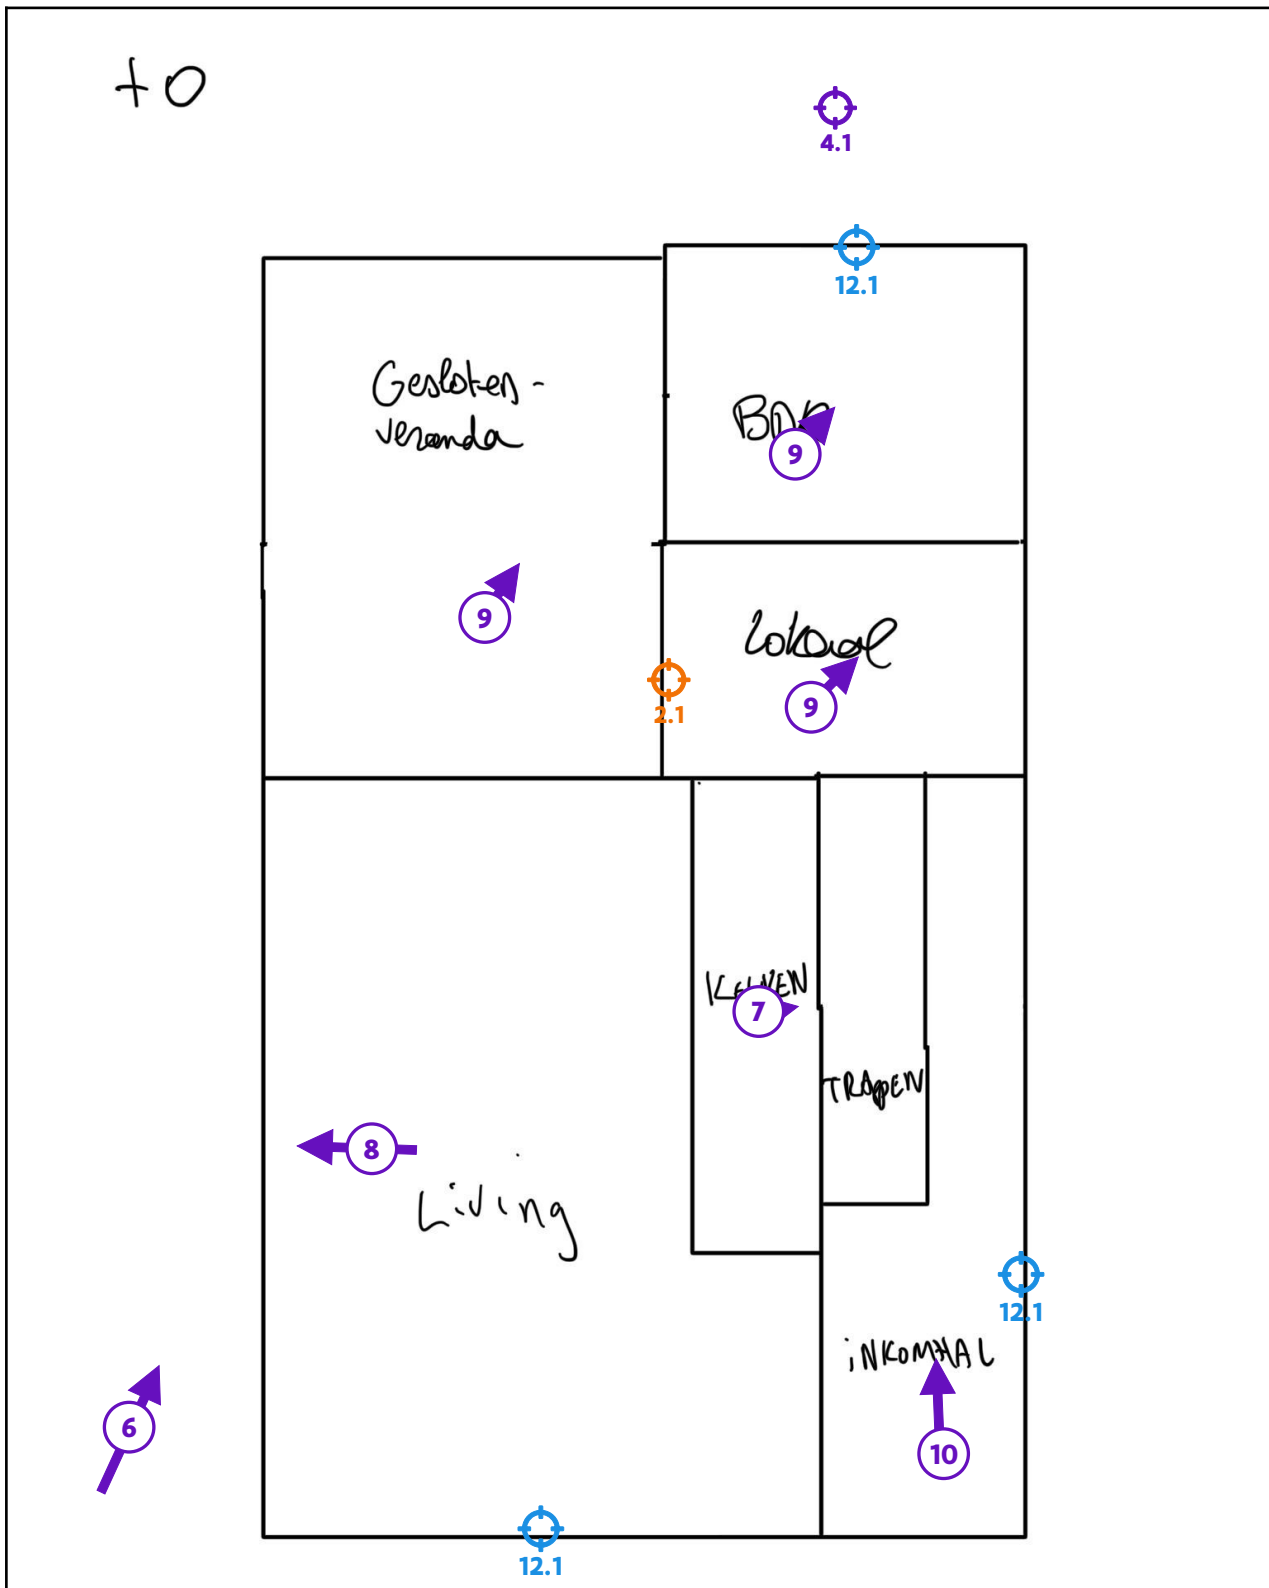 +0
4.1
12.1
Gesloten-
veranda
9
9
Lokaal
9
2.1
KEUKEN
7
TRAPPEN
8
Living
12.1
iNKOMHAL
6
10
12.1